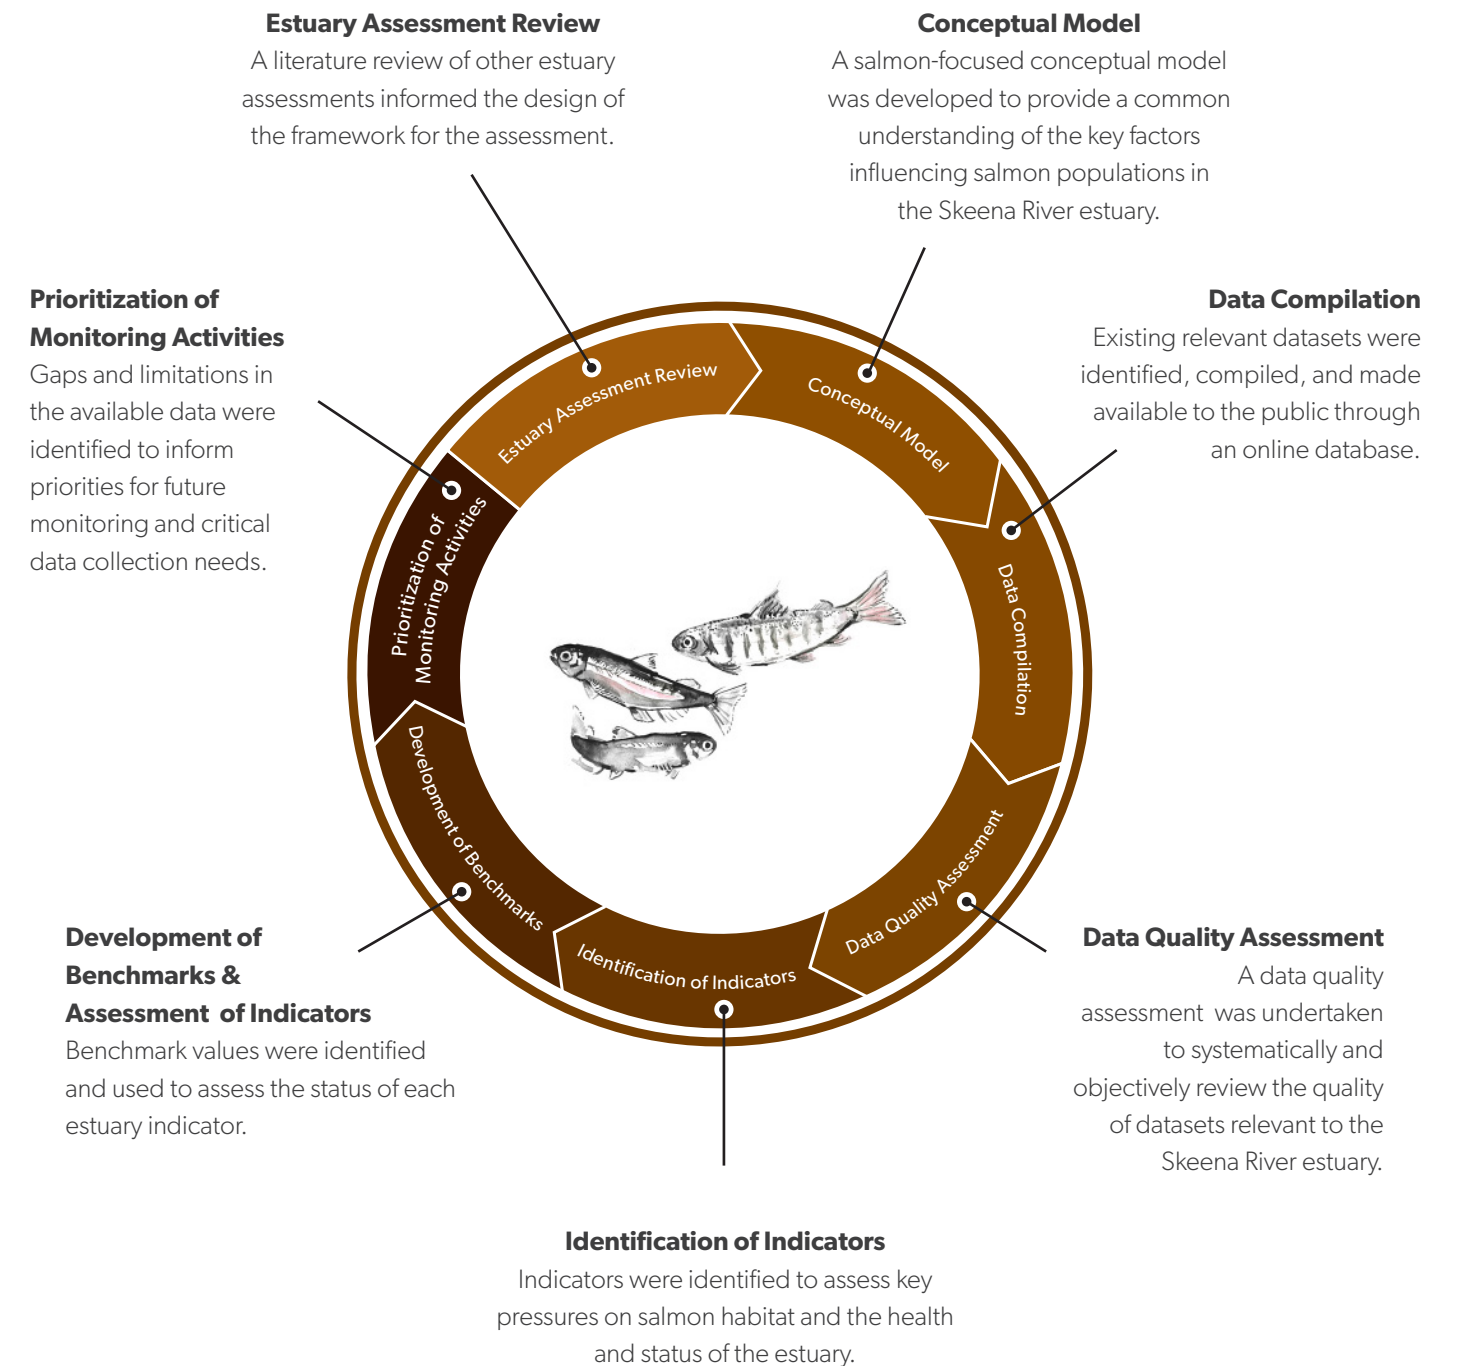 Estuary Assessment Review
A literature review of other estuary
assessments informed the design of
the framework for the assessment.
Conceptual Model
A salmon-focused conceptual model
was developed to provide a common
understanding of the key factors
influencing salmon populations in
the Skeena River estuary.
Prioritization of
Monitoring Activities
Gaps and limitations in
the available data were
identified to inform
priorities for future
monitoring and critical
data collection needs.
Data Compilation
Existing relevant datasets were
identified, compiled, and made
available to the public through
an online database.
Estuary Assessment Review
Conceptual Model
Data Compilation
Data Quality Assessment
Identification of Indicators
Development of Benchmarks
Prioritization of
Monitoring Activities
Development of
Benchmarks &
Assessment of Indicators
Benchmark values were identified
and used to assess the status of each
estuary indicator.
Data Quality Assessment
A data quality
assessment was undertaken
to systematically and
objectively review the quality
of datasets relevant to the
Skeena River estuary.
Identification of Indicators
Indicators were identified to assess key
pressures on salmon habitat and the health
and status of the estuary.